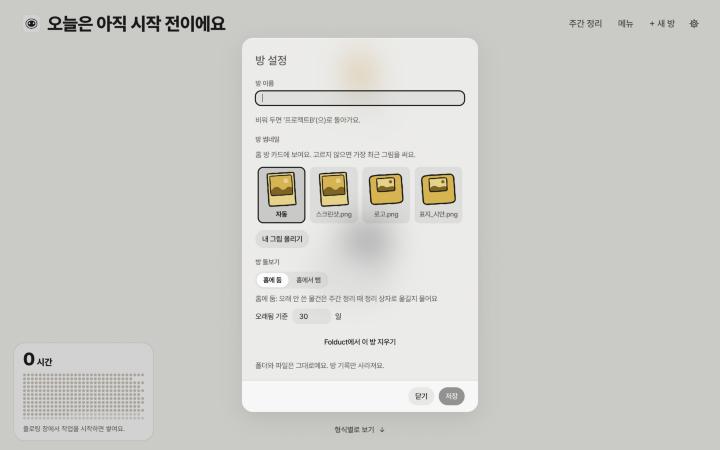 오늘은 아직 시작 전이에요
주간 정리
메뉴
+ 새 방
방 설정
방 이름
비워 두면 '프로젝트B'(으)로 돌아가요.
방 썸네일
홈 방 카드에 보여요. 고르지 않으면 가장 최근 그림을 써요.
자동
스크린샷.png
로고.png
표지_시안.png
내 그림 올리기
방 돌보기
홈에 둠
홈에서 뺌
홈에 둠: 오래 안 쓴 물건은 주간 정리 때 정리 상자로 옮길지 물어요
오래됨 기준
30
일
Folduct에서 이 방 지우기
폴더와 파일은 그대로예요. 방 기록만 사라져요.
닫기
저장
0 시간
플로팅 창에서 작업을 시작하면 쌓여요.
형식별로 보기 ↓